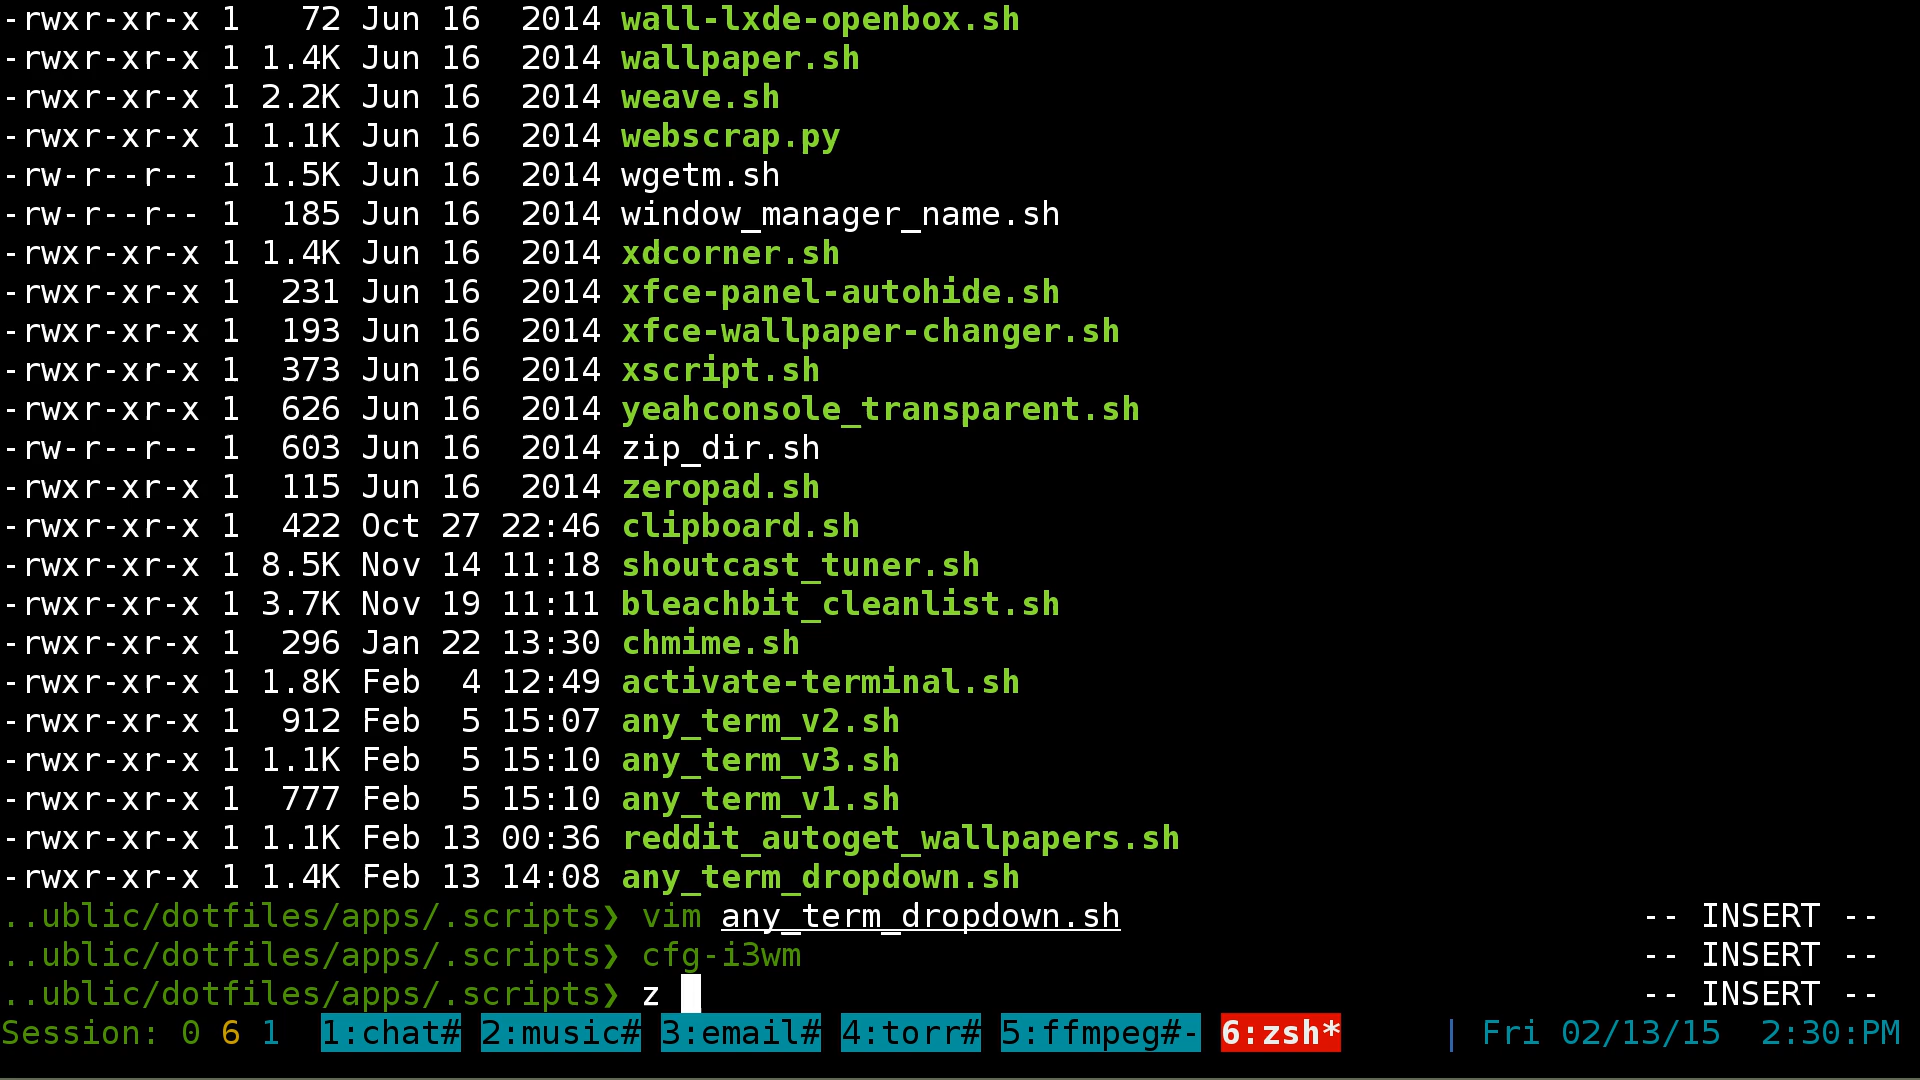 -rwxr-xr-x 1   72 Jun 16  2014 wall-lxde-openbox.sh
-rwxr-xr-x 1 1.4K Jun 16  2014 wallpaper.sh
-rwxr-xr-x 1 2.2K Jun 16  2014 weave.sh
-rwxr-xr-x 1 1.1K Jun 16  2014 webscrap.py
-rw-r--r-- 1 1.5K Jun 16  2014 wgetm.sh
-rw-r--r-- 1  185 Jun 16  2014 window_manager_name.sh
-rwxr-xr-x 1 1.4K Jun 16  2014 xdcorner.sh
-rwxr-xr-x 1  231 Jun 16  2014 xfce-panel-autohide.sh
-rwxr-xr-x 1  193 Jun 16  2014 xfce-wallpaper-changer.sh
-rwxr-xr-x 1  373 Jun 16  2014 xscript.sh
-rwxr-xr-x 1  626 Jun 16  2014 yeahconsole_transparent.sh
-rw-r--r-- 1  603 Jun 16  2014 zip_dir.sh
-rwxr-xr-x 1  115 Jun 16  2014 zeropad.sh
-rwxr-xr-x 1  422 Oct 27 22:46 clipboard.sh
-rwxr-xr-x 1 8.5K Nov 14 11:18 shoutcast_tuner.sh
-rwxr-xr-x 1 3.7K Nov 19 11:11 bleachbit_cleanlist.sh
-rwxr-xr-x 1  296 Jan 22 13:30 chmime.sh
-rwxr-xr-x 1 1.8K Feb  4 12:49 activate-terminal.sh
-rwxr-xr-x 1  912 Feb  5 15:07 any_term_v2.sh
-rwxr-xr-x 1 1.1K Feb  5 15:10 any_term_v3.sh
-rwxr-xr-x 1  777 Feb  5 15:10 any_term_v1.sh
-rwxr-xr-x 1 1.1K Feb 13 00:36 reddit_autoget_wallpapers.sh
-rwxr-xr-x 1 1.4K Feb 13 14:08 any_term_dropdown.sh
..ublic/dotfiles/apps/.scripts❯ vim any_term_dropdown.sh -- INSERT --
..ublic/dotfiles/apps/.scripts❯ cfg-i3wm -- INSERT --
..ublic/dotfiles/apps/.scripts❯ z -- INSERT --
Session: 0 6 1  1:chat# 2:music# 3:email# 4:torr# 5:ffmpeg#- 6:zsh* | Fri 02/13/15  2:30:PM